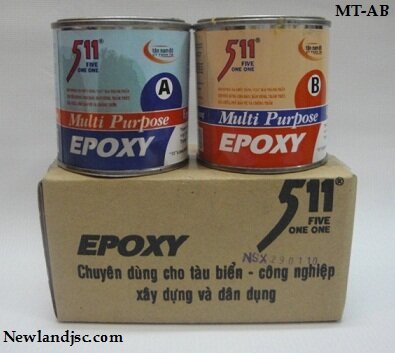 MT-AB
511®
FIVE
ONE ONE
A
Multi Purpose
EPOXY
511®
FIVE
ONE ONE
B
Multi Purpose
EPOXY
511®
FIVE
ONE ONE
EPOXY
NSX 290110
Chuyên dùng cho tàu biển - công nghiệp
xây dựng và dân dụng
Newlandjsc.com